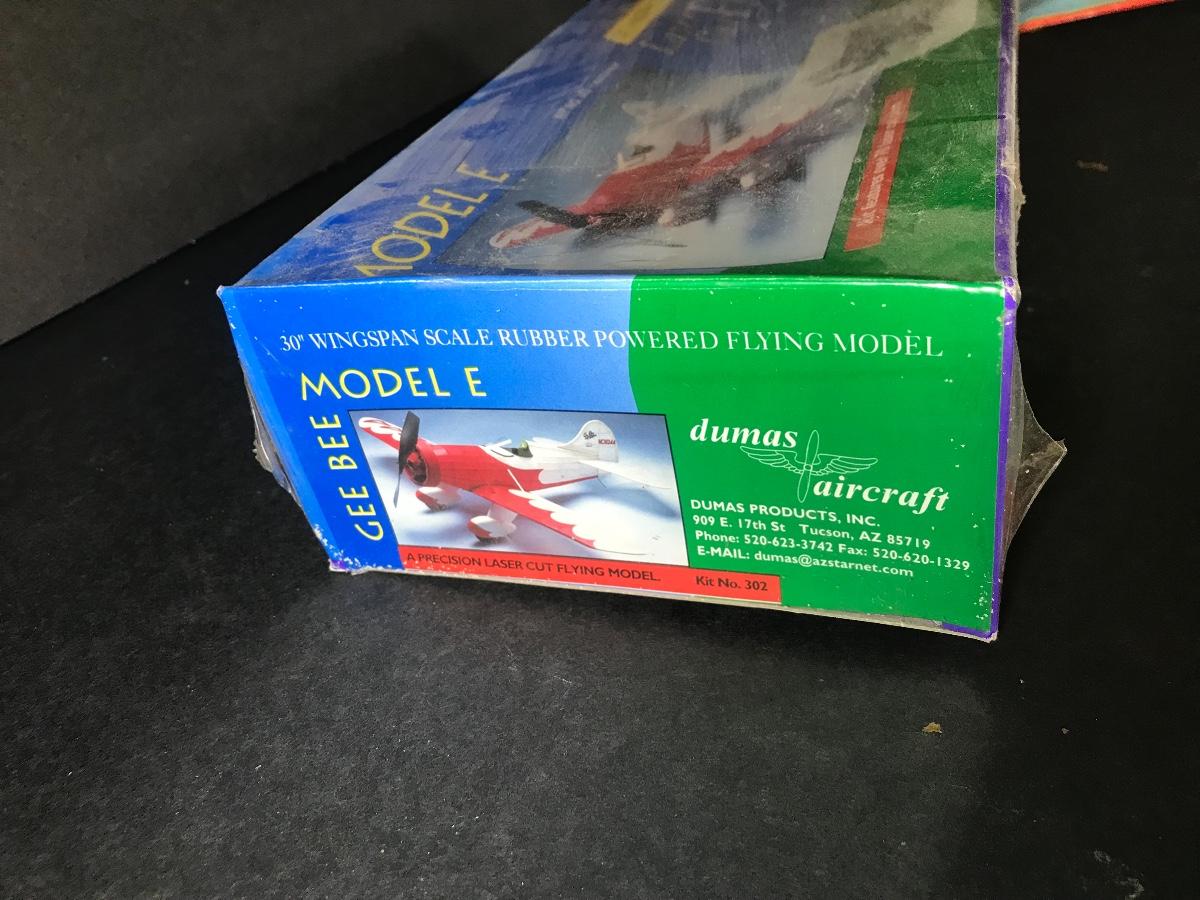 MODEL E
30" WINGSPAN SCALE RUBBER POWERED FLYING MODEL
GEE BEE
MODEL E
dumas
aircraft
DUMAS PRODUCTS, INC.
909 E. 17th St Tucson, AZ 85719
Phone: 520-623-3742 Fax: 520-620-1329
E-MAIL: dumas@azstarnet.com
A PRECISION LASER CUT FLYING MODEL.
Kit No. 302